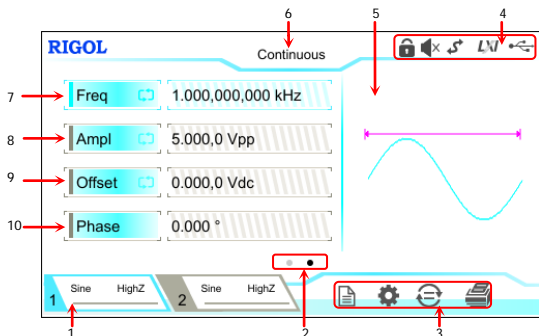 6 5 4
RIGOL
Continuous
LXI
7 Freq 1.000,000,000 kHz
8 Ampl 5.000,0 Vpp
9 Offset 0.000,0 Vdc
10 Phase 0.000 °
1 Sine HighZ 2 Sine HighZ
1 2 3